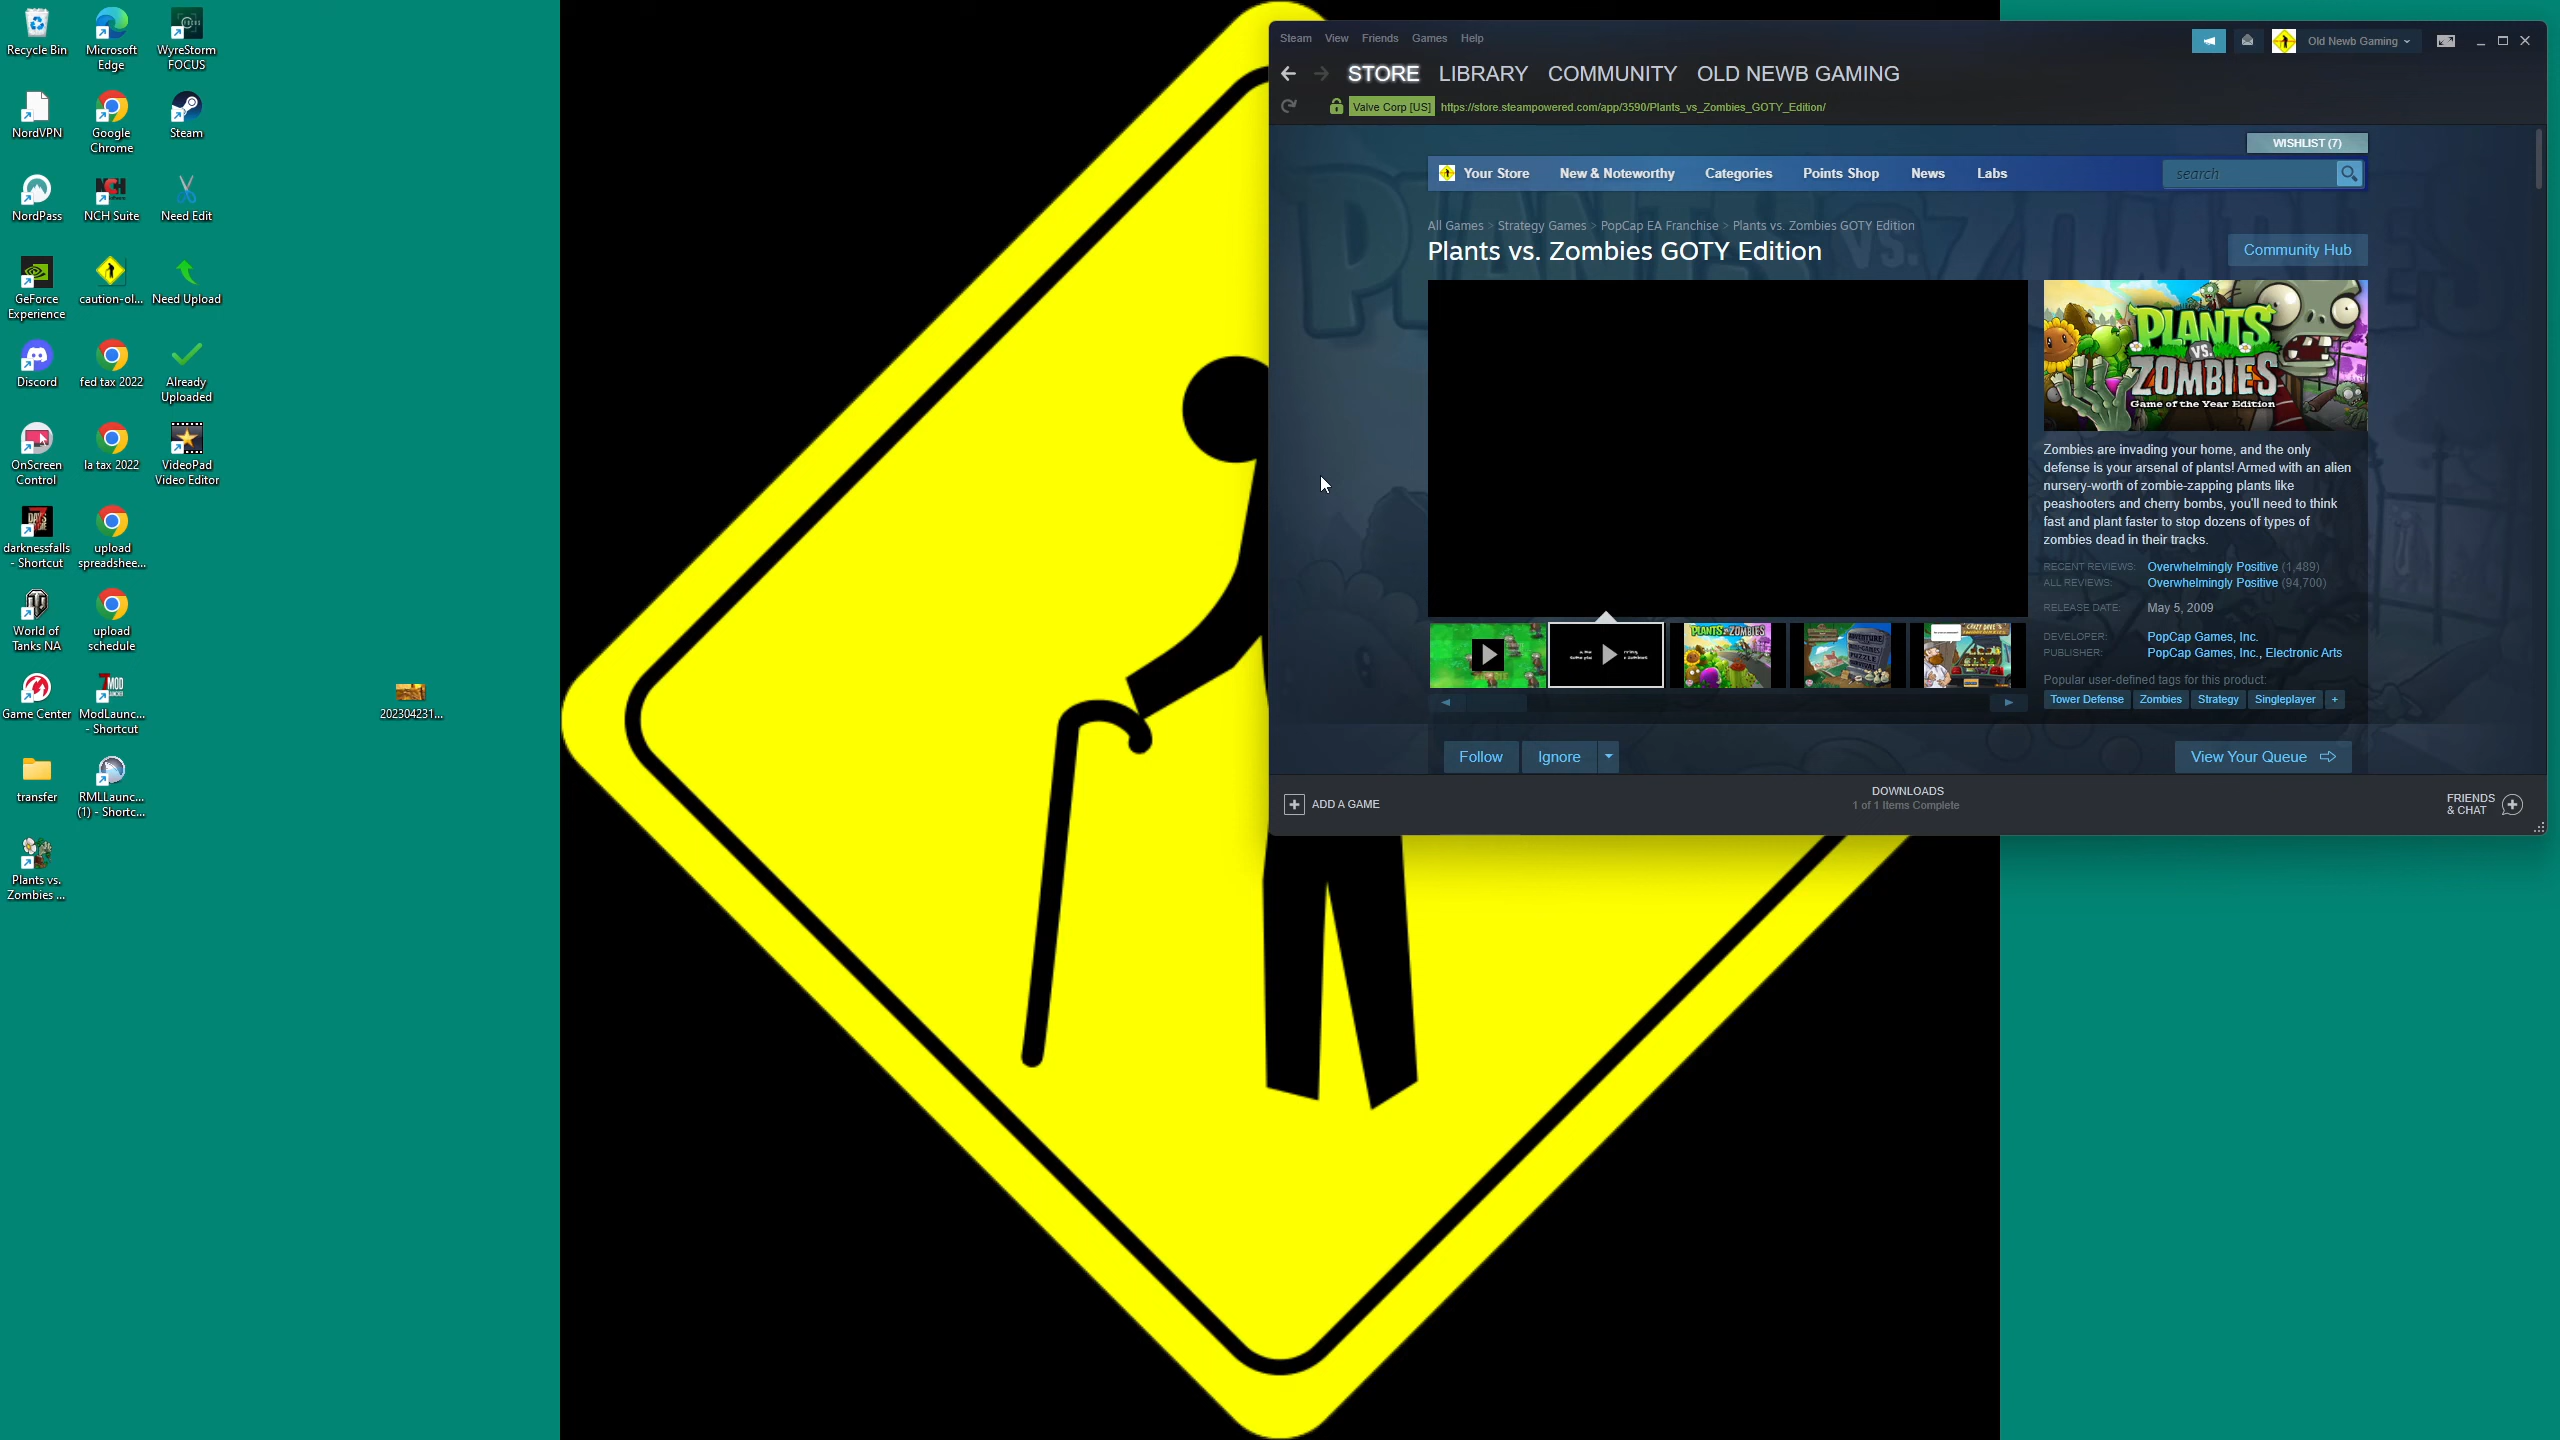 Recycle Bin
Microsoft
Edge
WyreStorm
FOCUS
NordVPN
Google
Chrome
Steam
NordPass
NCH Suite
Need Edit
GeForce
Experience
caution-ol...
Need Upload
Discord
fed tax 2022
Already
Uploaded
OnScreen
Control
la tax 2022
VideoPad
Video Editor
darknessfalls
- Shortcut
upload
spreadshee...
World of
Tanks NA
upload
schedule
Game Center
ModLaunc...
- Shortcut
transfer
RMLLaunc...
(1) - Shortc...
Plants vs.
Zombies ...
202304231...
Steam View Friends Games Help
Old Newb Gaming
STORE LIBRARY COMMUNITY OLD NEWB GAMING
Valve Corp [US] https://store.steampowered.com/app/3590/Plants_vs_Zombies_GOTY_Edition/
WISHLIST (7)
Your Store New & Noteworthy Categories Points Shop News Labs search
All Games > Strategy Games > PopCap EA Franchise > Plants vs. Zombies GOTY Edition
Plants vs. Zombies GOTY Edition
Community Hub
PLANTS
VS.
ZOMBIES
Game of the Year Edition
Zombies are invading your home, and the only
defense is your arsenal of plants! Armed with an alien
nursery-worth of zombie-zapping plants like
peashooters and cherry bombs, you'll need to think
fast and plant faster to stop dozens of types of
zombies dead in their tracks.
RECENT REVIEWS: Overwhelmingly Positive (1,489)
ALL REVIEWS: Overwhelmingly Positive (94,700)
RELEASE DATE: May 5, 2009
DEVELOPER: PopCap Games, Inc.
PUBLISHER: PopCap Games, Inc., Electronic Arts
Popular user-defined tags for this product:
Tower Defense Zombies Strategy Singleplayer +
Follow Ignore
View Your Queue
ADD A GAME
DOWNLOADS
1 of 1 Items Complete
FRIENDS
& CHAT